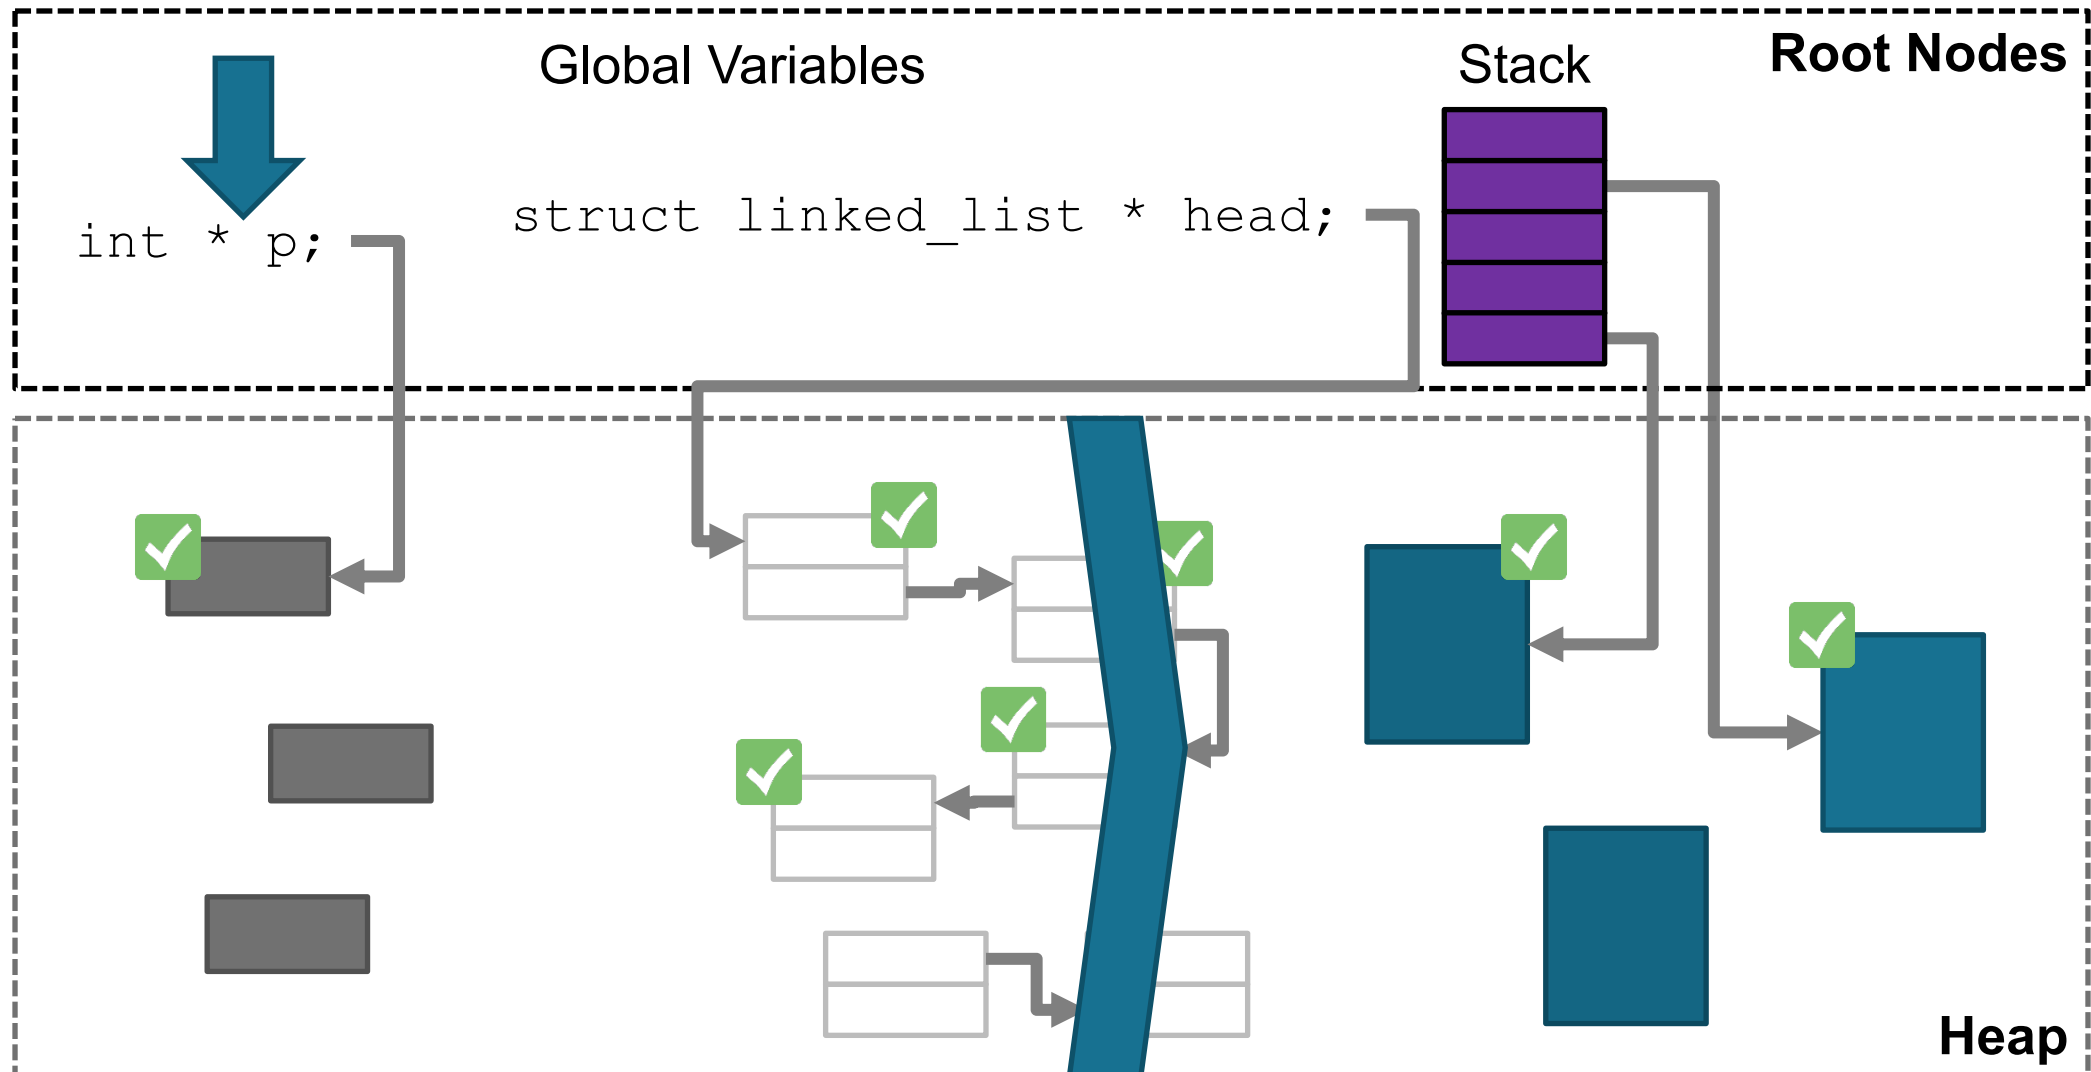 Global Variables
Stack
Root Nodes
int * p;
struct linked_list * head;
Heap